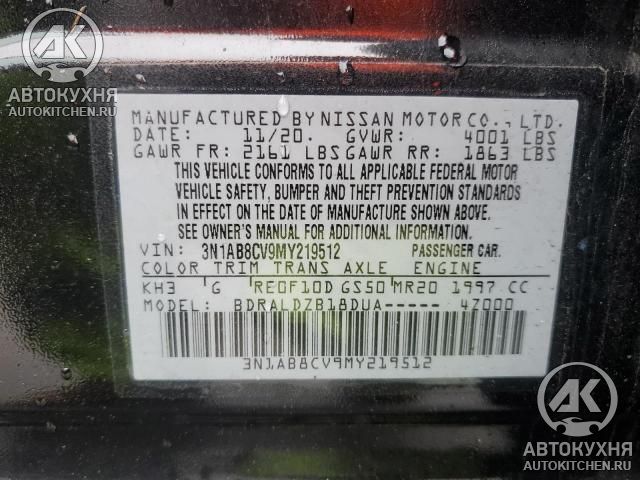 AK
АВТОКУХНЯ
AUTOKITCHEN.RU
MANUFACTURED BY NISSAN MOTOR CO., LTD.
DATE: 11/20. GVWR: 4001 LBS
GAWR FR: 2161 LBS GAWR RR: 1863 LBS
THIS VEHICLE CONFORMS TO ALL APPLICABLE FEDERAL MOTOR
VEHICLE SAFETY, BUMPER AND THEFT PREVENTION STANDARDS
IN EFFECT ON THE DATE OF MANUFACTURE SHOWN ABOVE.
SEE OWNER'S MANUAL FOR ADDITIONAL INFORMATION.
VIN: 3N1AB8CV9MY219512 PASSENGER CAR.
COLOR TRIM TRANS AXLE ENGINE
KH3 G RE0F10D GS50 MR20 1997 CC
MODEL: BDRALDZB18DUA----- 4Z000
3N1AB8CV9MY219512
AK
АВТОКУХНЯ
AUTOKITCHEN.RU